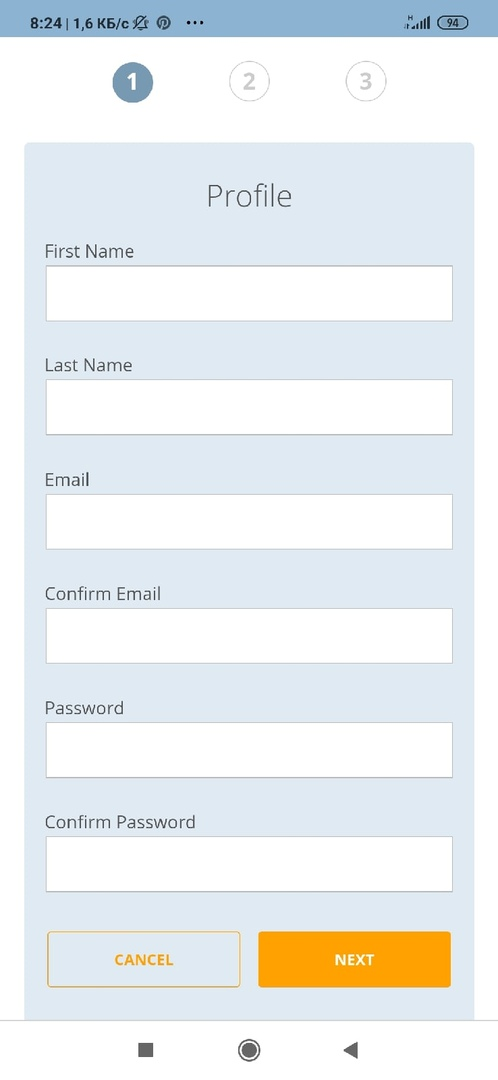 8:24 | 1,6 КБ/с
H
94
1 2 3
Profile
First Name
Last Name
Email
Confirm Email
Password
Confirm Password
CANCEL NEXT